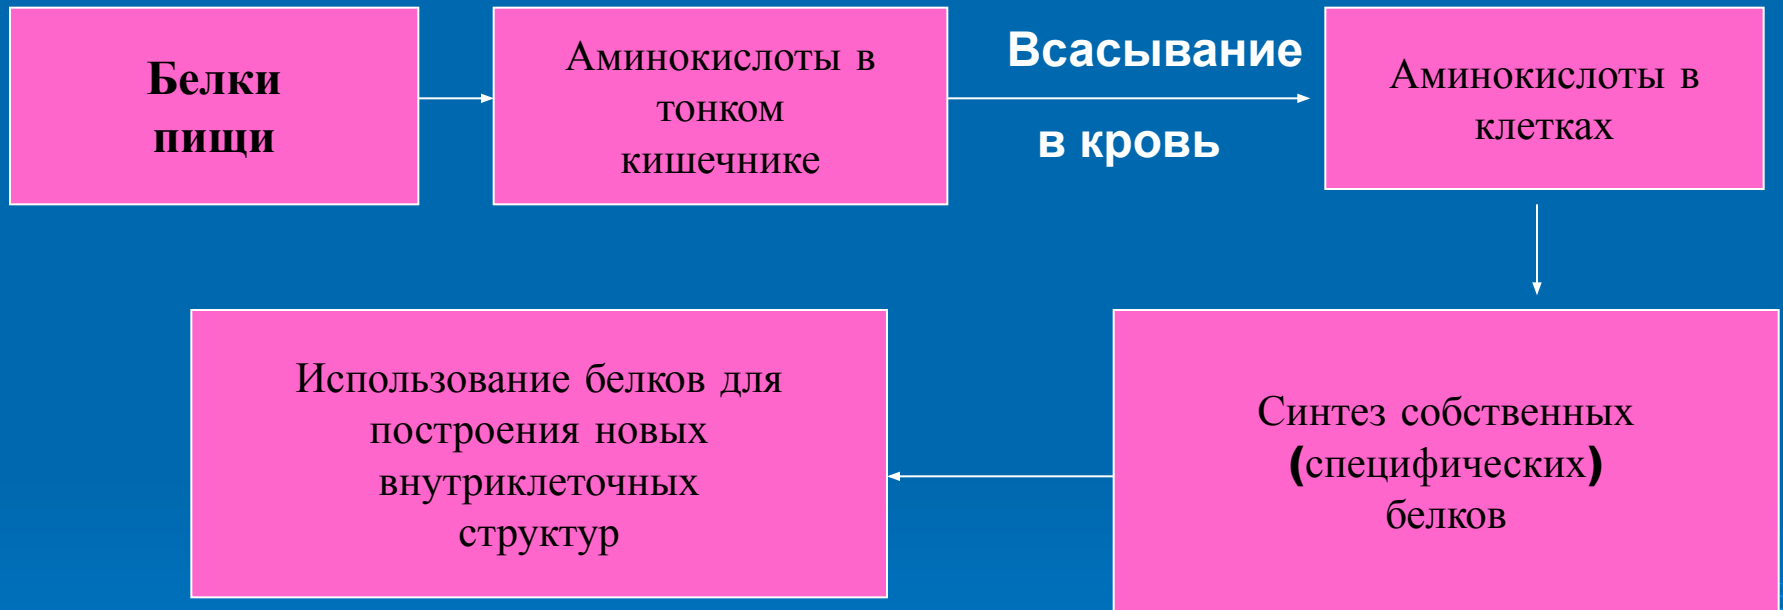 Белки
пищи
Аминокислоты в
тонком
кишечнике
Всасывание
в кровь
Аминокислоты в
клетках
Использование белков для
построения новых
внутриклеточных
структур
Синтез собственных
(специфических)
белков